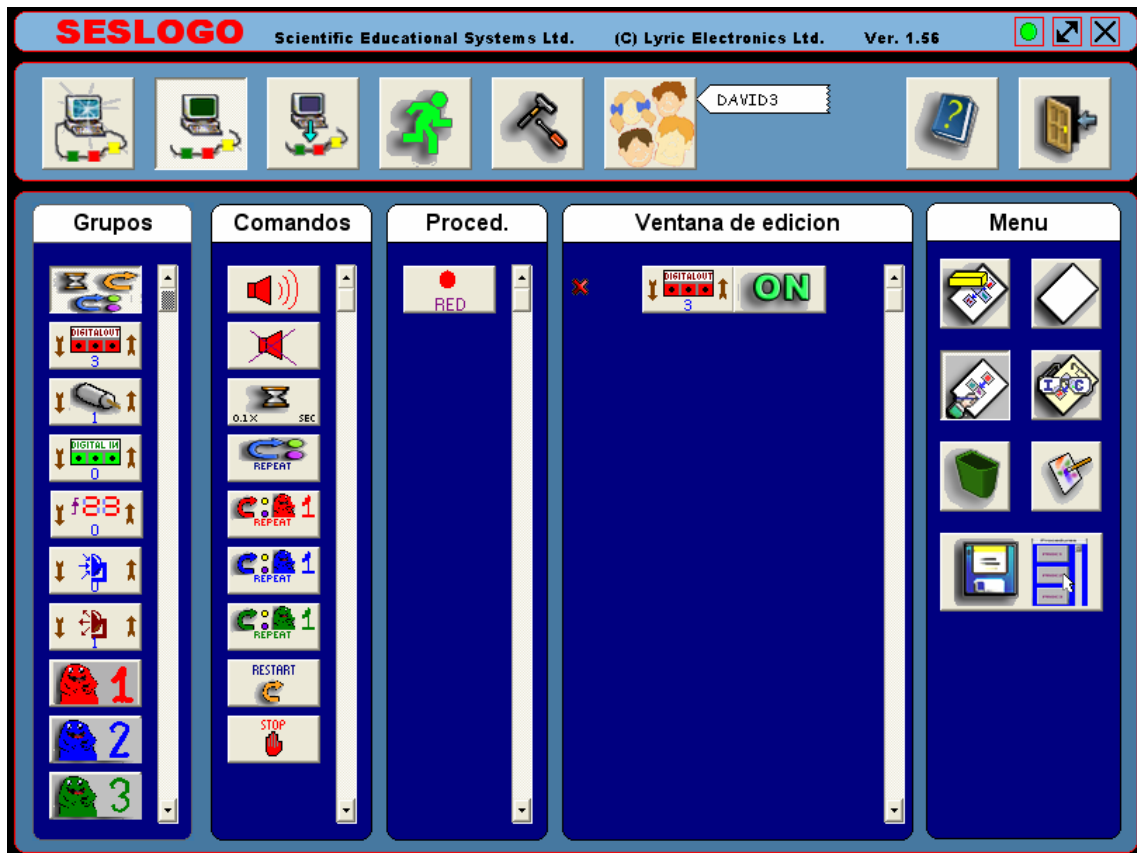 SESLOGO Scientific Educational Systems Ltd. (C) Lyric Electronics Ltd. Ver. 1.56
DAVID3
?
Grupos
DIGITALOUT
3
1
DIGITAL IN
0
0
0
1
1
2
3
Comandos
0.1X SEC
REPEAT
1
REPEAT
1
REPEAT
1
REPEAT
RESTART
STOP
Proced.
RED
Ventana de edicion
DIGITALOUT
3
ON
Menu
I C
Procedures